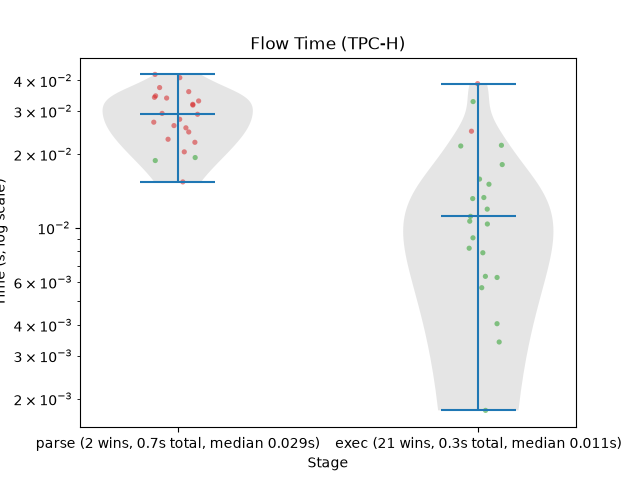 Flow Time (TPC-H)
4 × 10⁻²
3 × 10⁻²
2 × 10⁻²
10⁻²
6 × 10⁻³
4 × 10⁻³
3 × 10⁻³
2 × 10⁻³
Time (s, log scale)
parse (2 wins, 0.7s total, median 0.029s)
exec (21 wins, 0.3s total, median 0.011s)
Stage